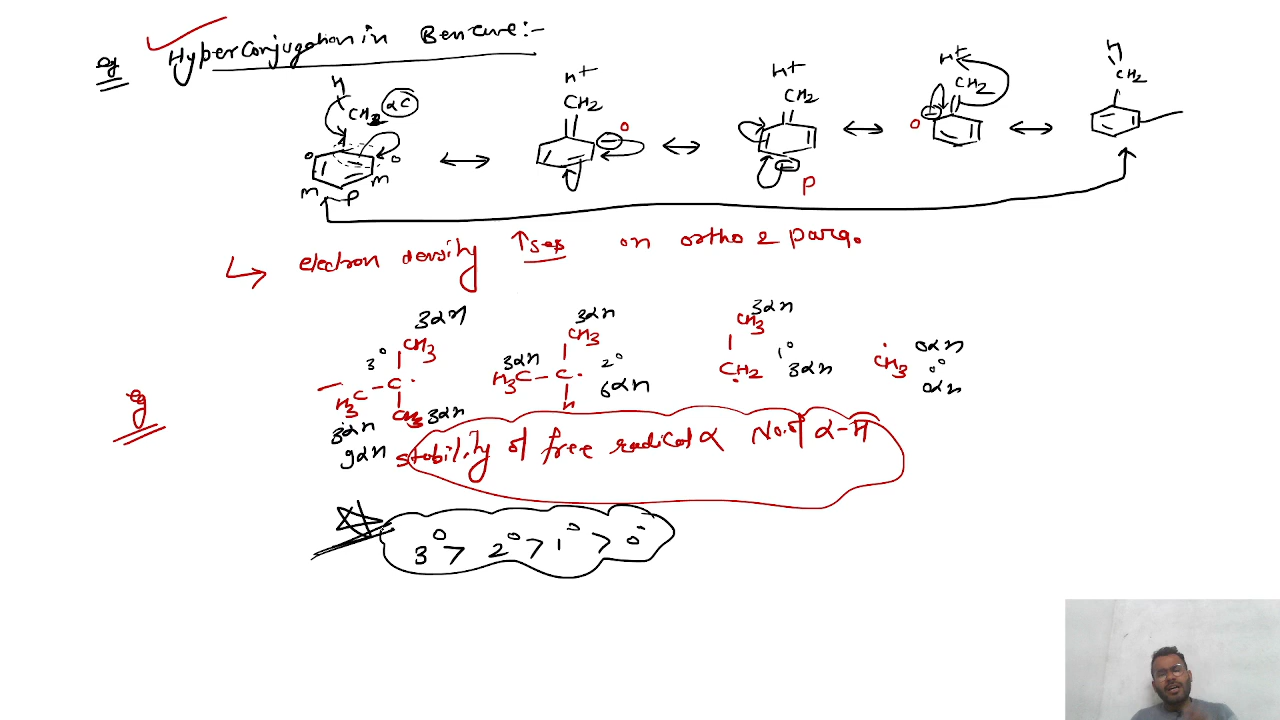 eg Hyperconjugation in Benzene:-
H H+ H+ H+ H
CH2 αC CH2 CH2 CH2 CH2
o o o o
m m p p
electron density ↑ses on ortho & para.
3αH 3αH 3αH
CH3 CH3 CH3
3° 3αH 2° 1° ĊH3 0αH
H3C-C· H3C-C· 6αH CH2 3αH 0° 0αH
eg CH3 3αH H
3αH
9αH stability of free radical α No. of α-H
3° > 2° > 1° > 0°